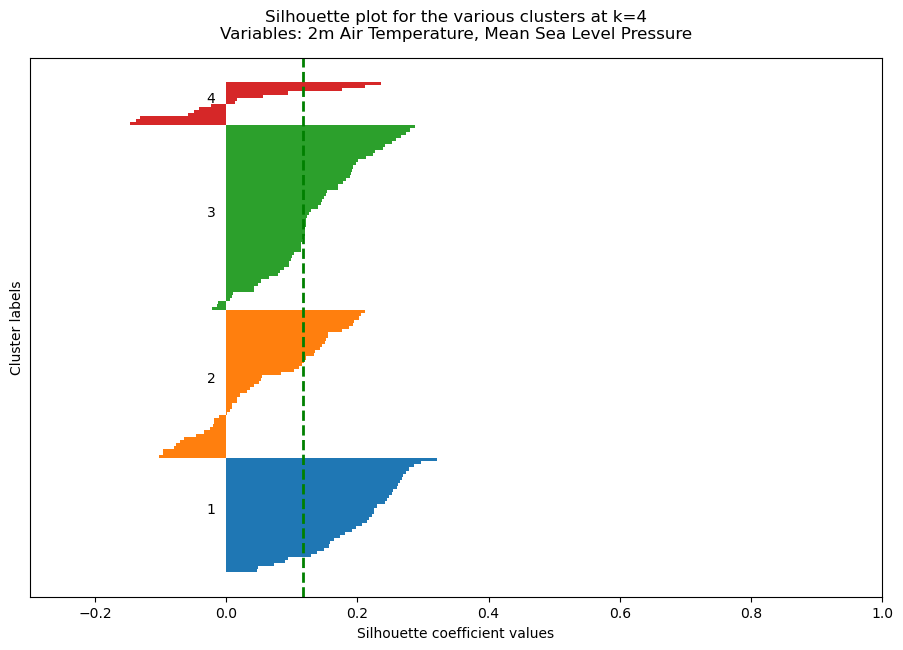 Silhouette plot for the various clusters at k=4
Variables: 2m Air Temperature, Mean Sea Level Pressure
Cluster labels
4
3
2
1
−0.2
0.0
0.2
0.4
0.6
0.8
1.0
Silhouette coefficient values